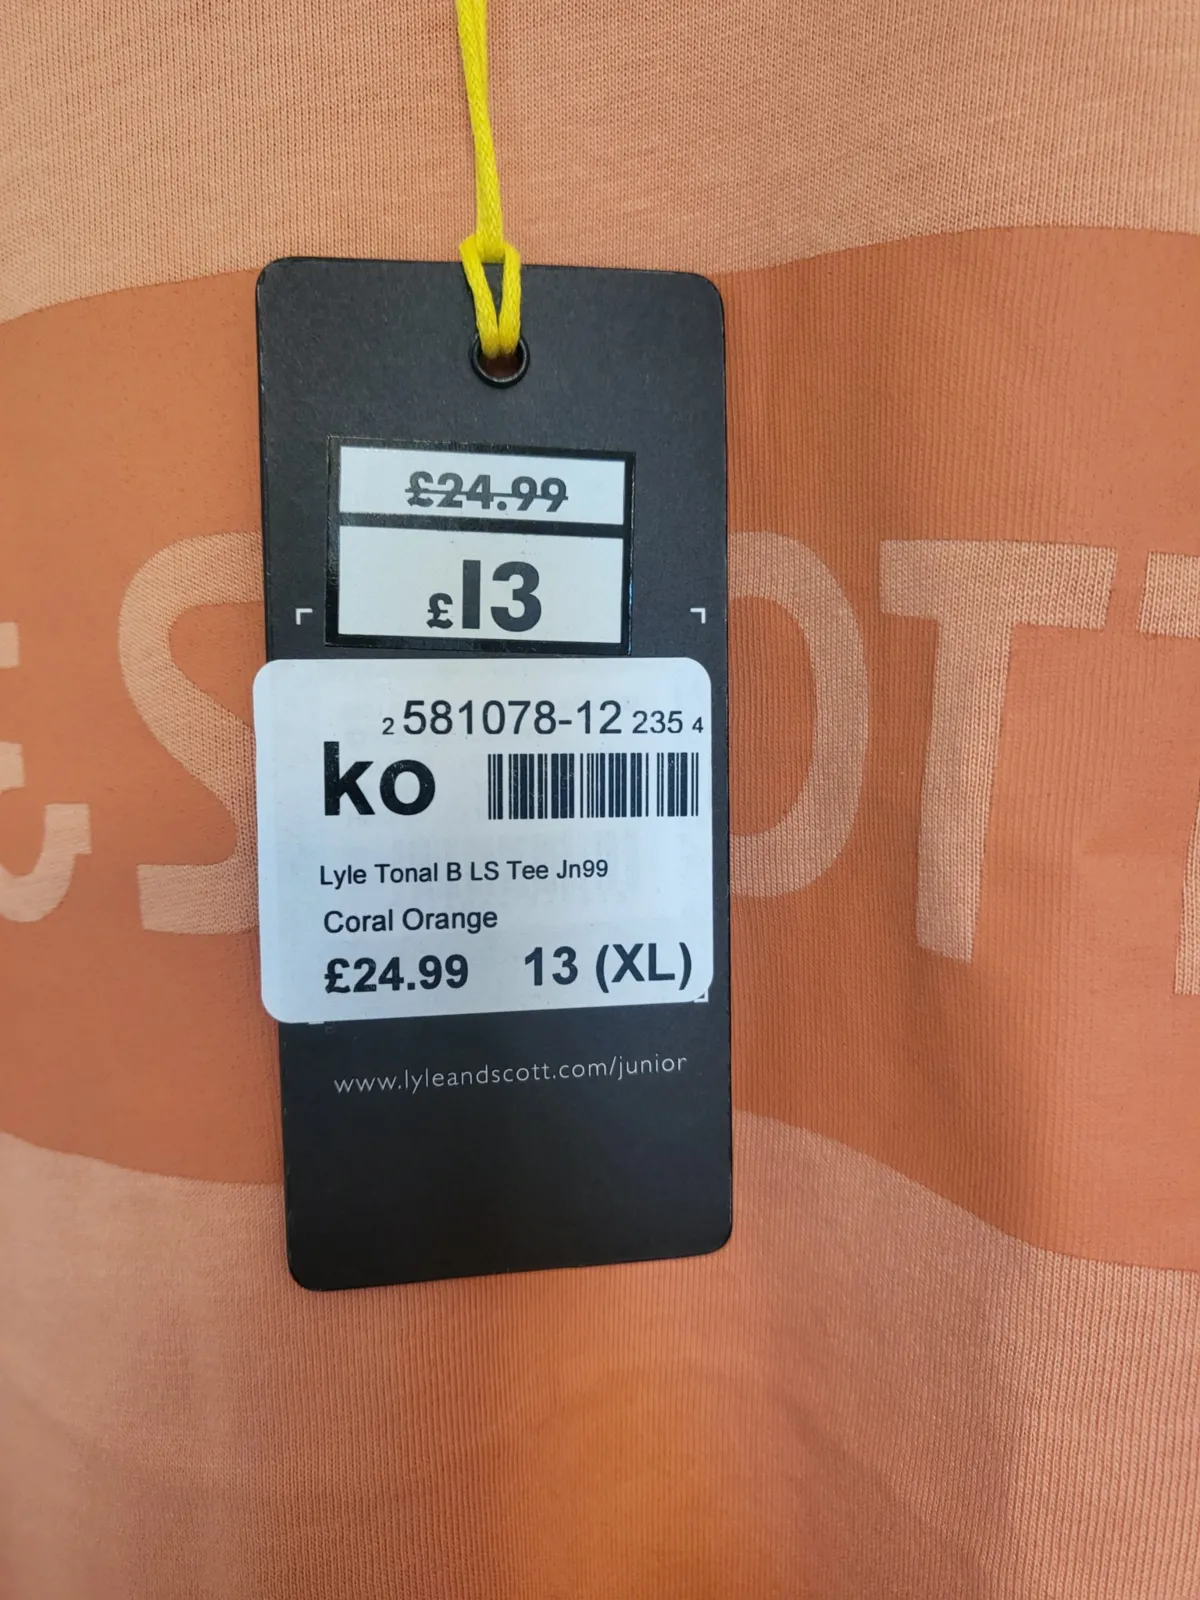 £24.99
£13
2 581078-12 235 4
ko
Lyle Tonal B LS Tee Jn99
Coral Orange
£24.99 13 (XL)
www.lyleandscott.com/junior
& SCOTT